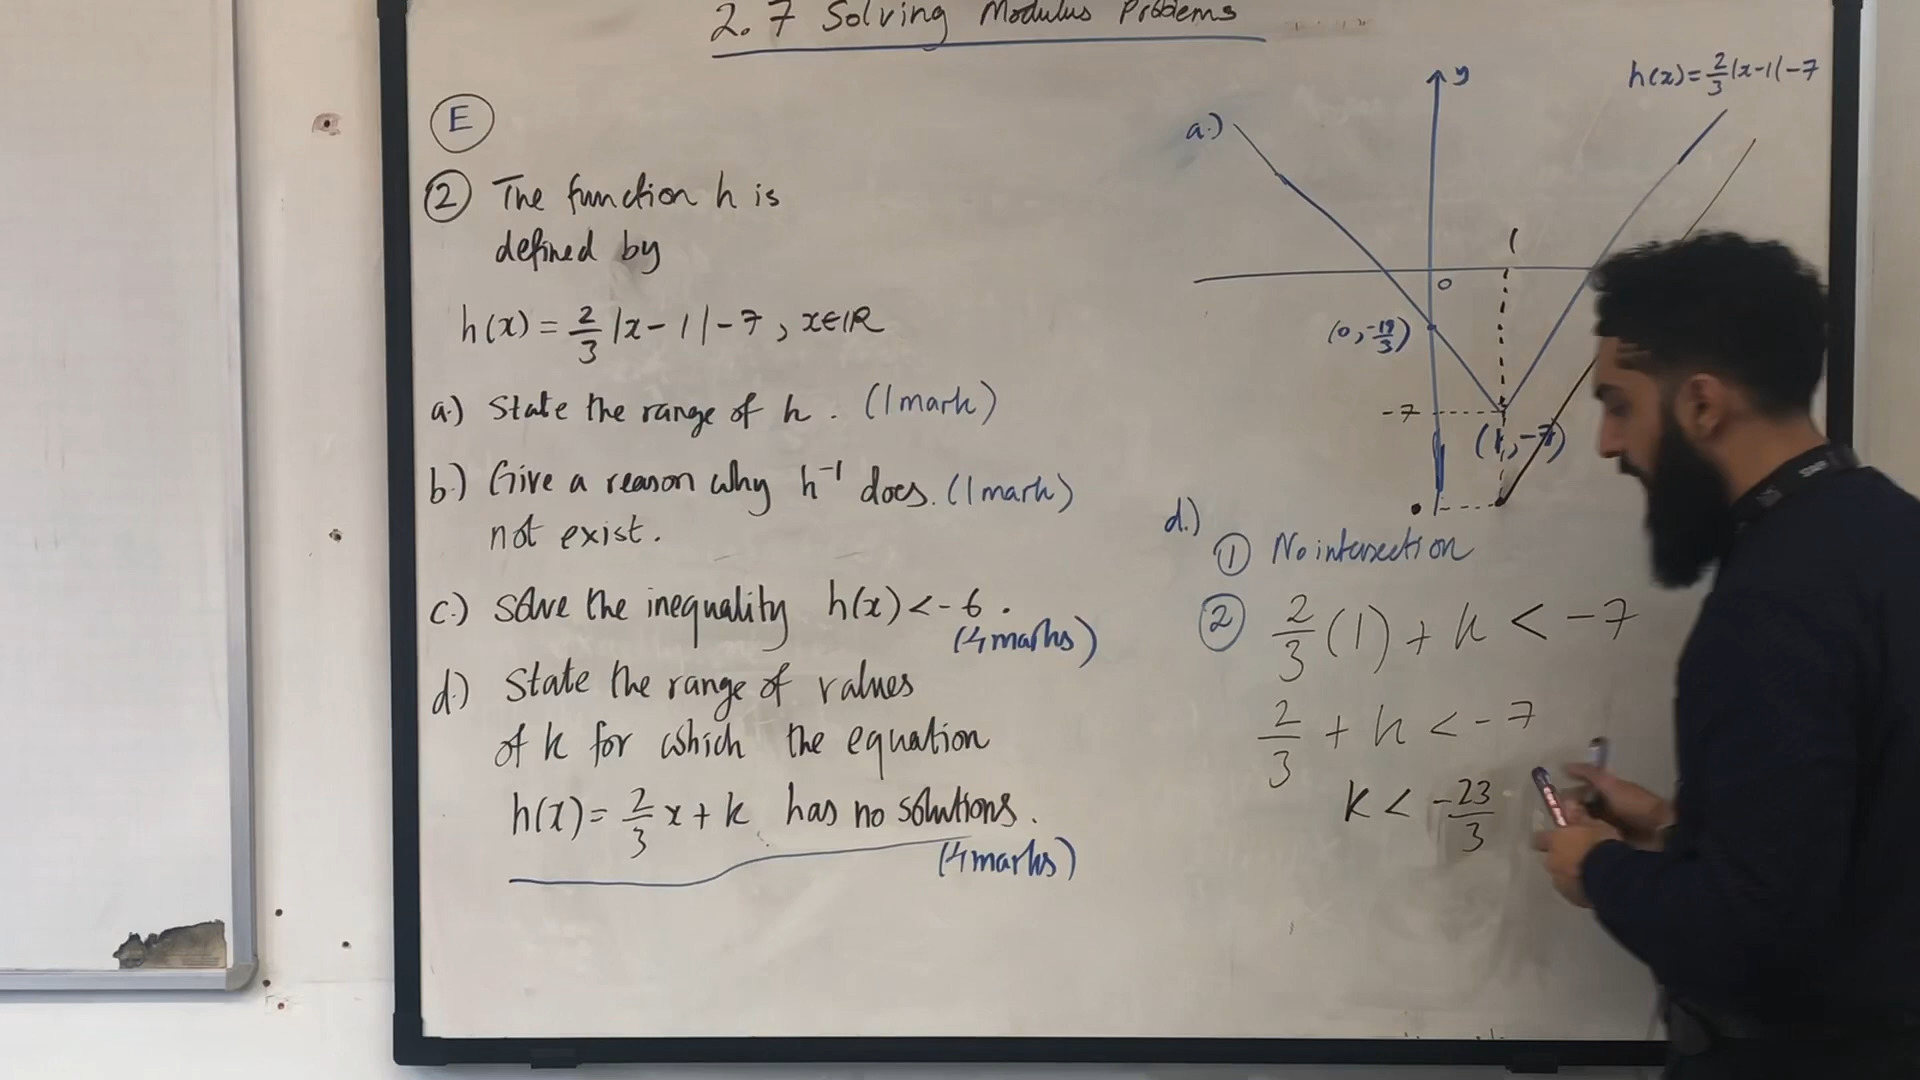 2.7 Solving Modulus Problems
E
② The function h is
defined by
h(x) = 2/3 |x - 1| - 7, x∈ℝ
a.) State the range of h. (1 mark)
b.) Give a reason why h⁻¹ does. (1 mark)
not exist.
c.) Solve the inequality h(x) < -6.
(4 marks)
d.) State the range of values
of k for which the equation
h(x) = 2/3 x + k has no solutions.
(4 marks)
y
h(x) = 2/3 |x-1| - 7
a.)
1
0
(0, -19/3)
-7
(1, -7)
d.)
① No intersection
② 2/3 (1) + k < -7
2/3 + k < -7
k < -23/3